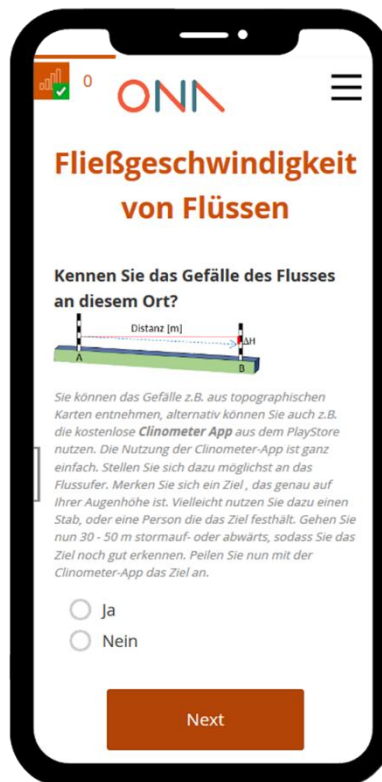 0
ONA
Fließgeschwindigkeit
von Flüssen
Kennen Sie das Gefälle des Flusses
an diesem Ort?
Distanz [m]
ΔH
A
B
Sie können das Gefälle z.B. aus topographischen
Karten entnehmen, alternativ können Sie auch z.B.
die kostenlose Clinometer App aus dem PlayStore
nutzen. Die Nutzung der Clinometer-App ist ganz
einfach. Stellen Sie sich dazu möglichst an das
Flussufer. Merken Sie sich ein Ziel , das genau auf
Ihrer Augenhöhe ist. Vielleicht nutzen Sie dazu einen
Stab, oder eine Person die das Ziel festhält. Gehen Sie
nun 30 - 50 m stormauf- oder abwärts, sodass Sie das
Ziel noch gut erkennen. Peilen Sie nun mit der
Clinometer-App das Ziel an.
Ja
Nein
Next